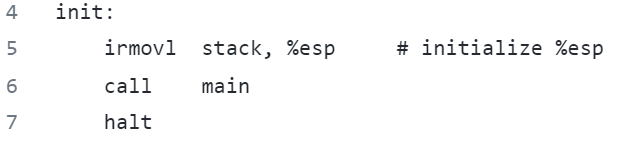 4 init:
5     irmovl  stack, %esp     # initialize %esp
6     call    main
7     halt